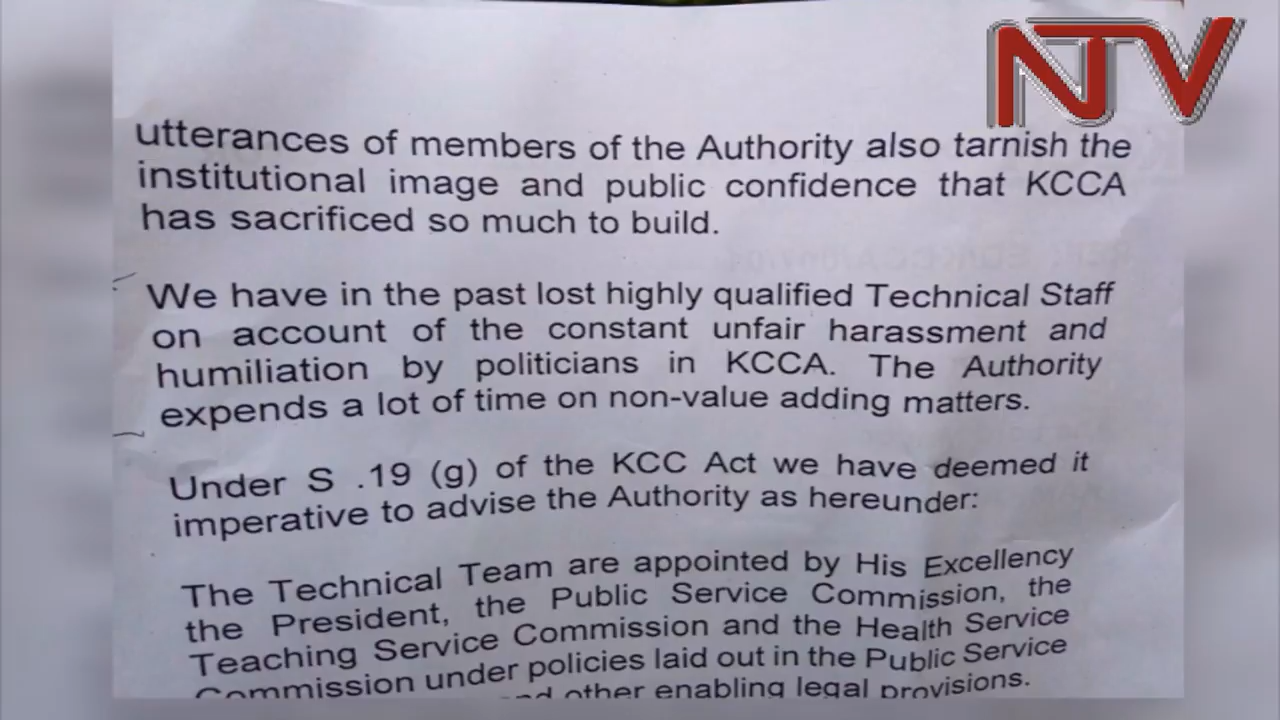 NTV
utterances of members of the Authority also tarnish the
institutional image and public confidence that KCCA
has sacrificed so much to build.
We have in the past lost highly qualified Technical Staff
on account of the constant unfair harassment and
humiliation by politicians in KCCA. The Authority
expends a lot of time on non-value adding matters.
Under S .19 (g) of the KCC Act we have deemed it
imperative to advise the Authority as hereunder:
The Technical Team are appointed by His Excellency
the President, the Public Service Commission, the
Teaching Service Commission and the Health Service
Commission under policies laid out in the Public Service
and other enabling legal provisions.